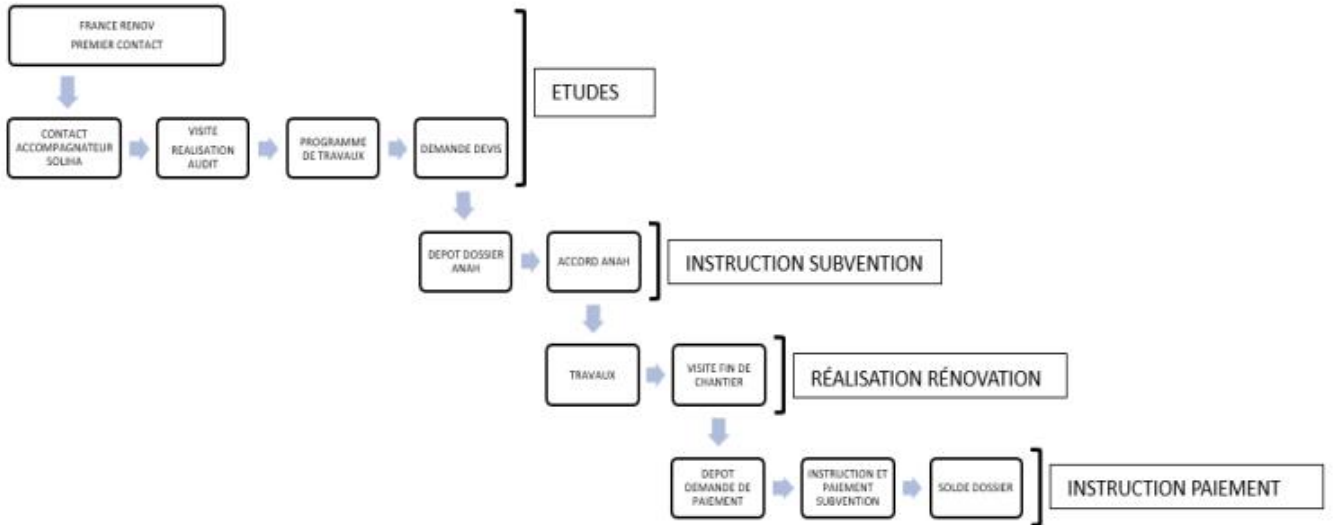 FRANCE RENOV
PREMIER CONTACT
ETUDES
CONTACT
ACCOMPAGNATEUR
SOLIHA
VISITE
REALISATION
AUDIT
PROGRAMME
DE TRAVAUX
DEMANDE DEVIS
DEPOT DOSSIER
ANAH
ACCORD ANAH
INSTRUCTION SUBVENTION
TRAVAUX
VISITE FIN DE
CHANTIER
RÉALISATION RÉNOVATION
DEPOT
DEMANDE DE
PAIEMENT
INSTRUCTION ET
PAIEMENT
SUBVENTION
SOLDE DOSSIER
INSTRUCTION PAIEMENT